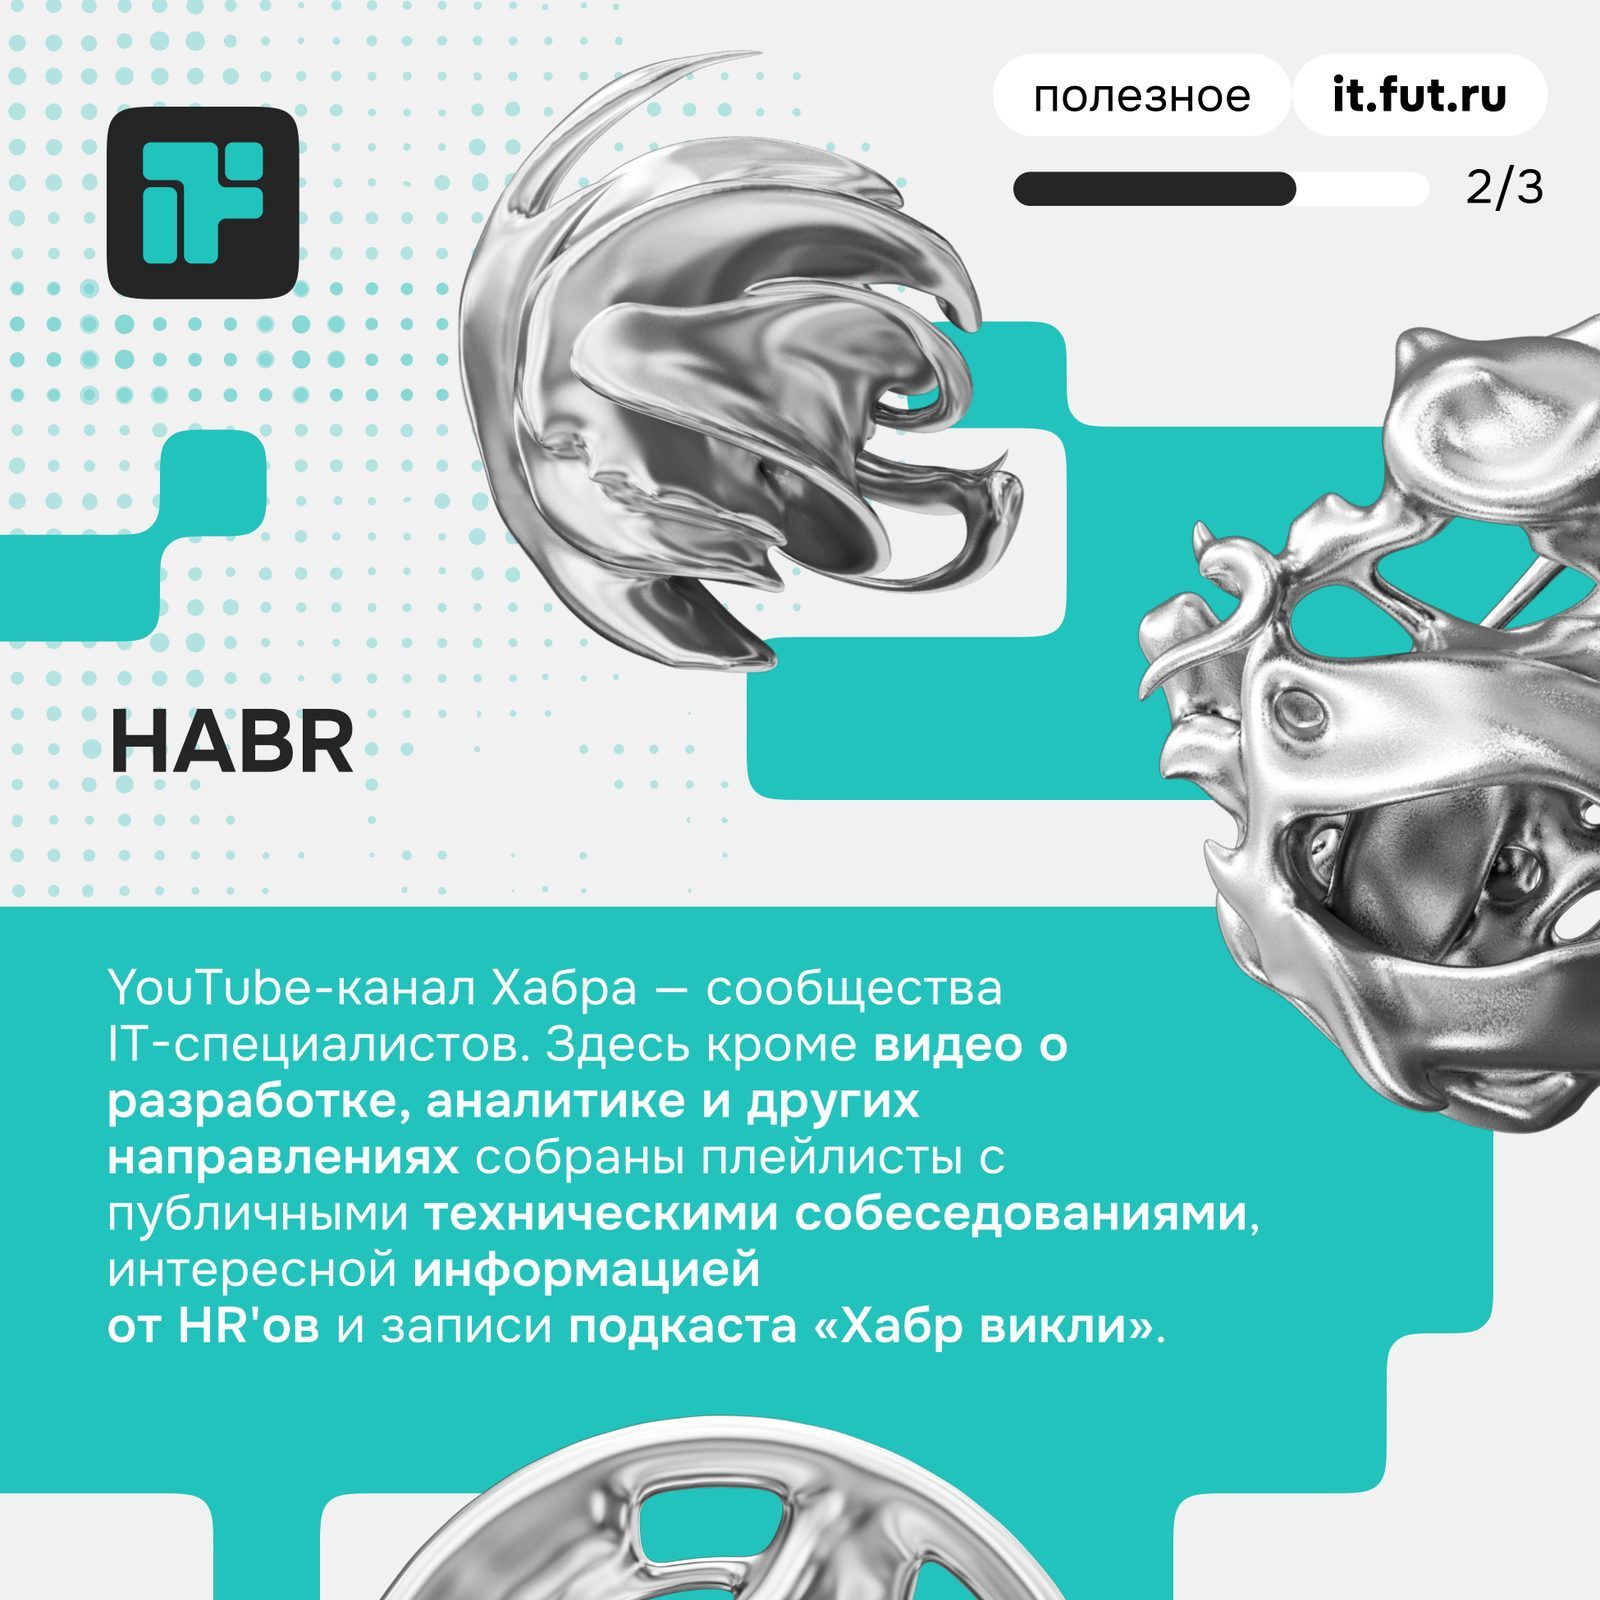 полезное it.fut.ru
2/3
HABR
YouTube-канал Хабра — сообщества
IT-специалистов. Здесь кроме видео о
разработке, аналитике и других
направлениях собраны плейлисты с
публичными техническими собеседованиями,
интересной информацией
от HR'ов и записи подкаста «Хабр викли».